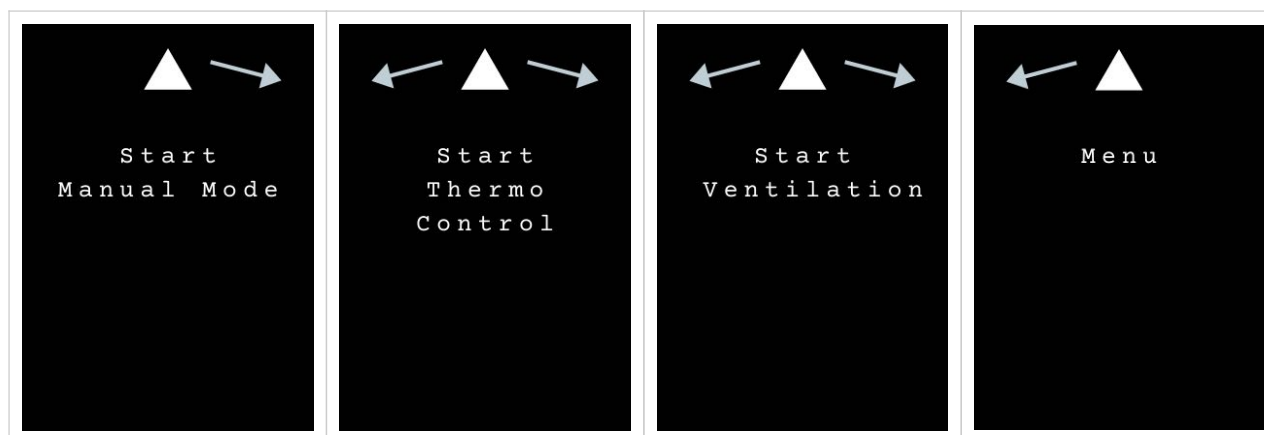 Start
Manual Mode
Start
Thermo
Control
Start
Ventilation
Menu